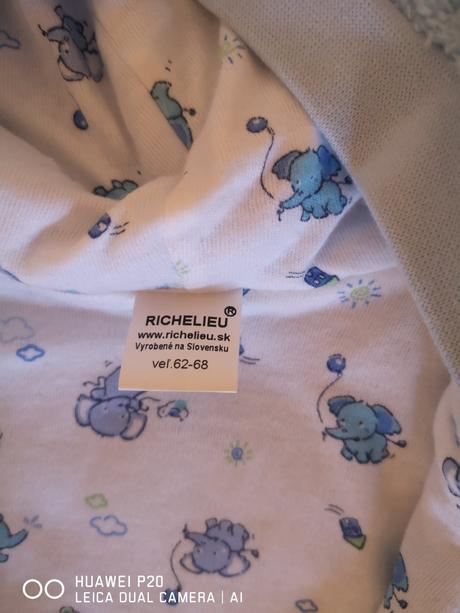 RICHELIEU®
www.richelieu.sk
Vyrobené na Slovensku
veľ.62-68
HUAWEI P20
LEICA DUAL CAMERA | AI